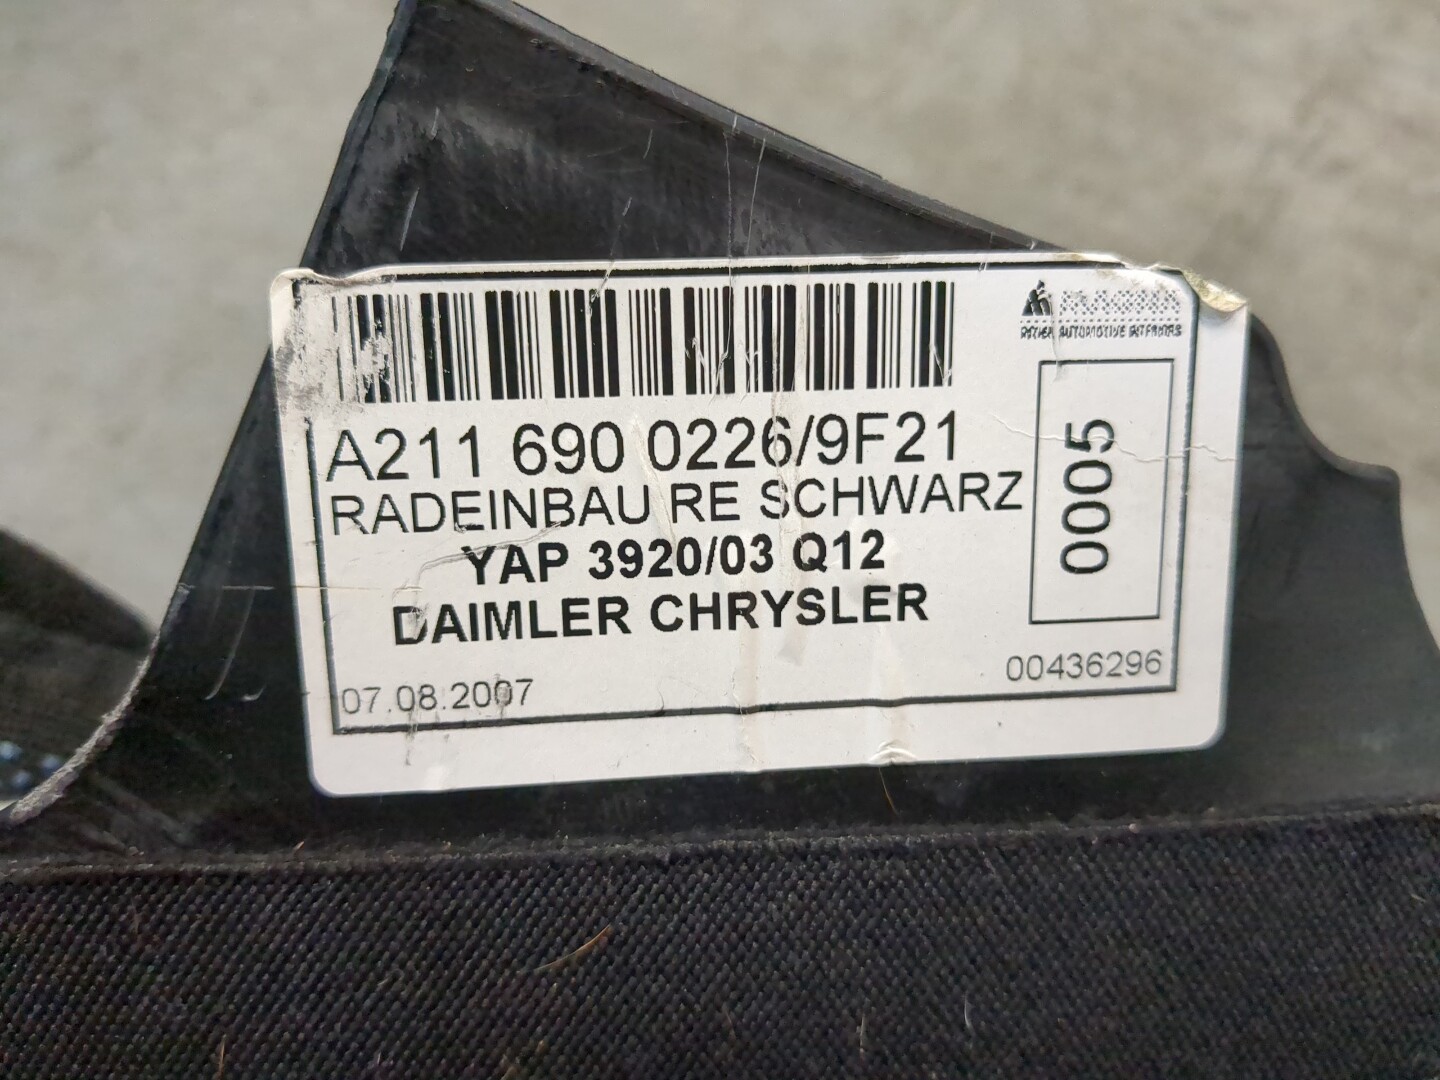 A211 690 0226/9F21
RADEINBAU RE SCHWARZ
YAP 3920/03 Q12
DAIMLER CHRYSLER
0005
07.08.2007
00436296